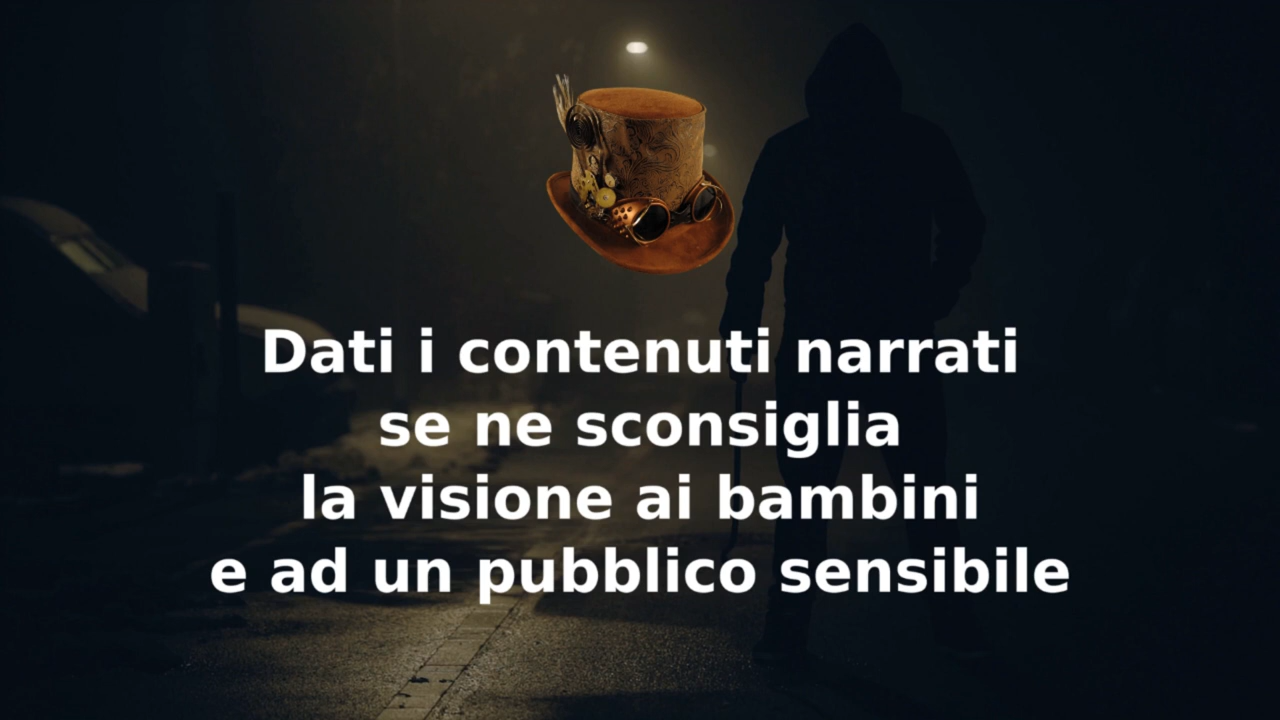 Dati i contenuti narrati
se ne sconsiglia
la visione ai bambini
e ad un pubblico sensibile